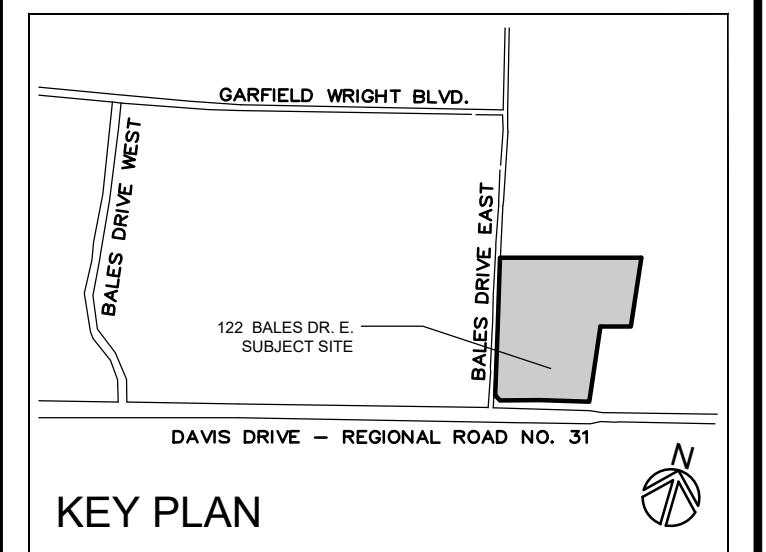 GARFIELD WRIGHT BLVD.
BALES DRIVE WEST
BALES DRIVE EAST
122 BALES DR. E.
SUBJECT SITE
DAVIS DRIVE – REGIONAL ROAD NO. 31
N
KEY PLAN